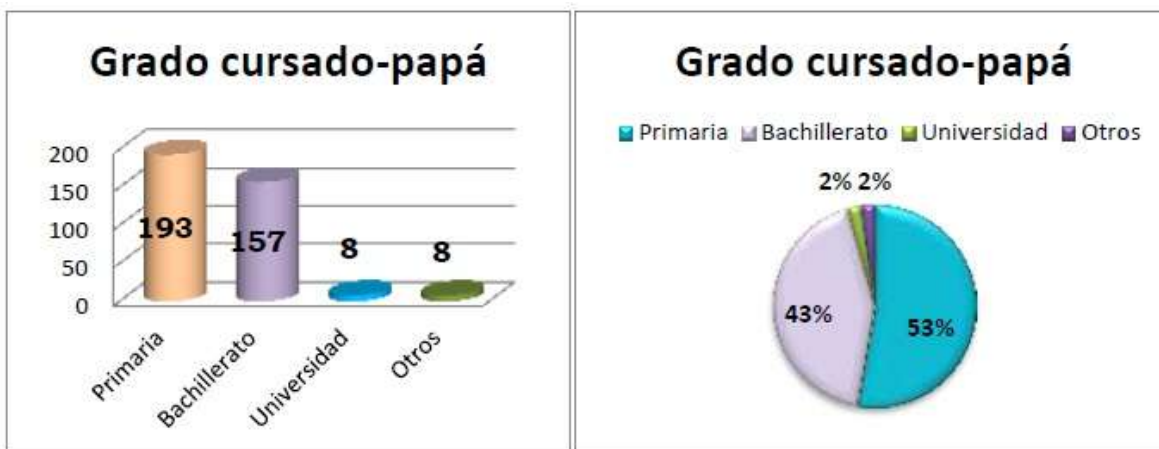 Grado cursado-papá
200
150
100
50
0
193
157
8
8
Primaria
Bachillerato
Universidad
Otros
Grado cursado-papá
Primaria Bachillerato Universidad Otros
2% 2%
43%
53%